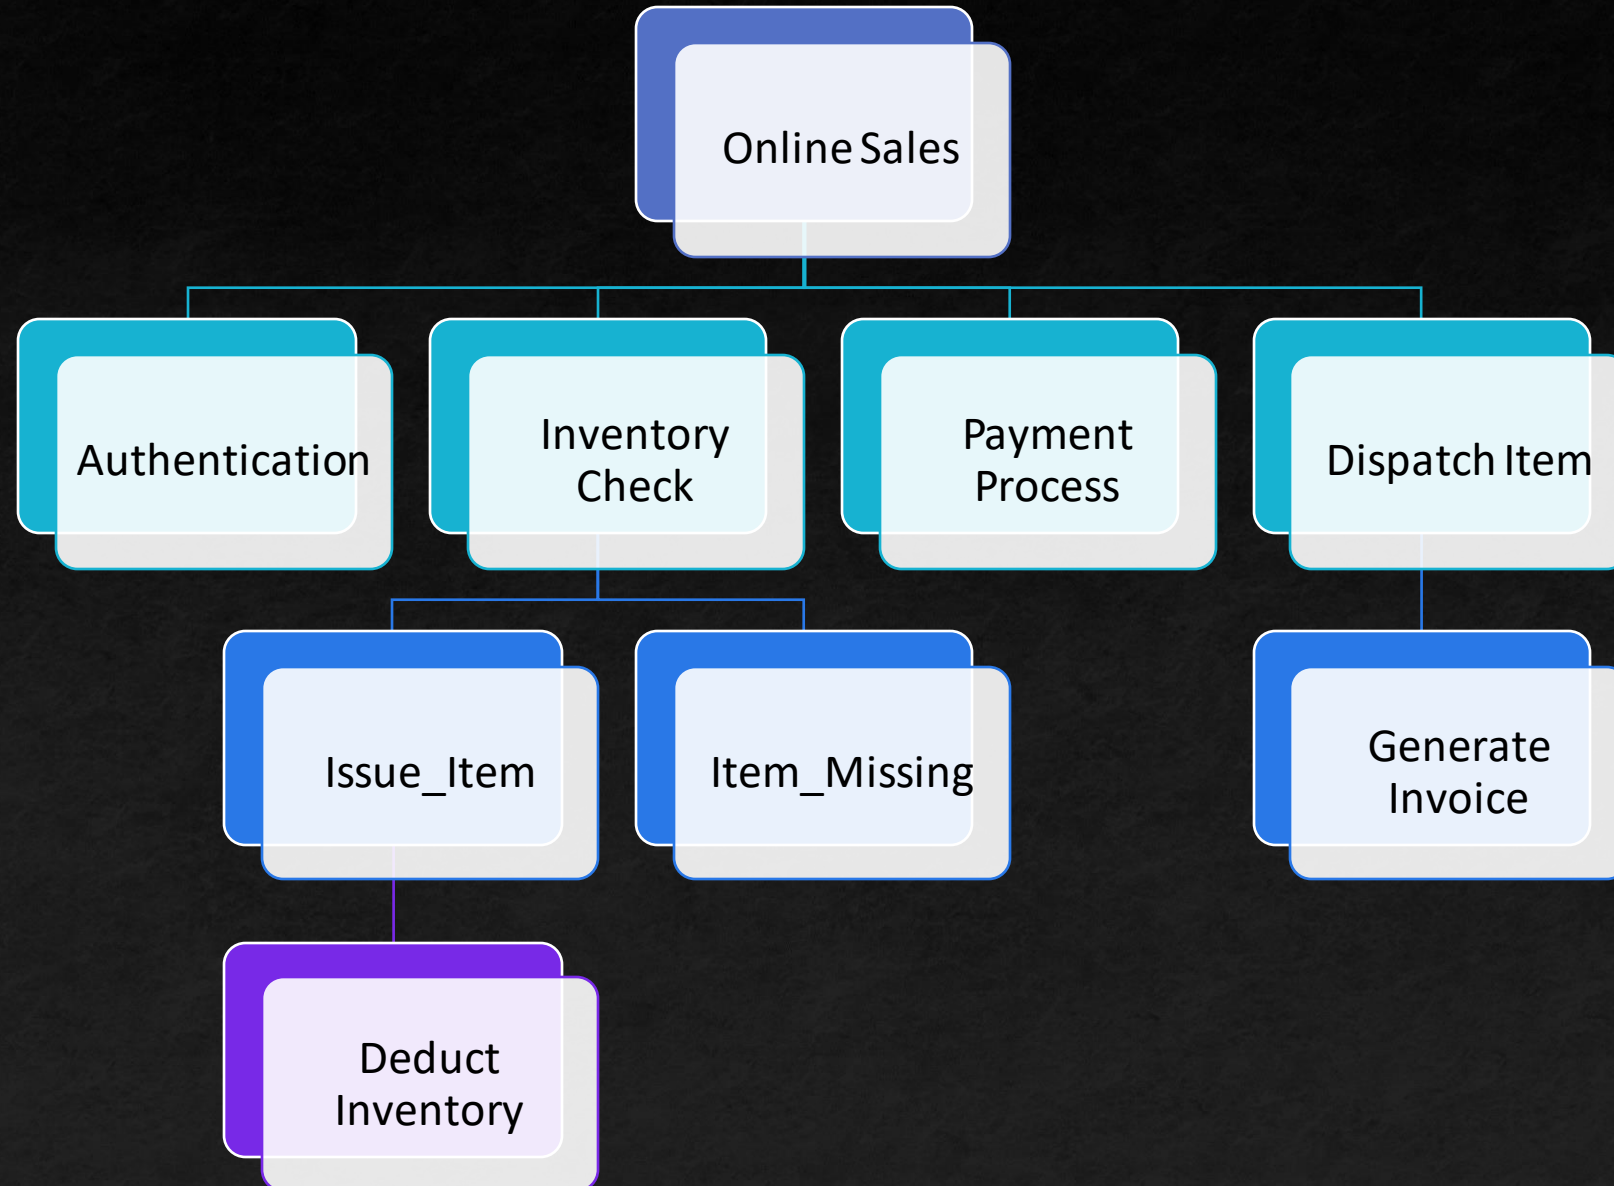 Online Sales
Authentication
Inventory
Check
Payment
Process
Dispatch Item
Issue_Item
Item_Missing
Generate
Invoice
Deduct
Inventory